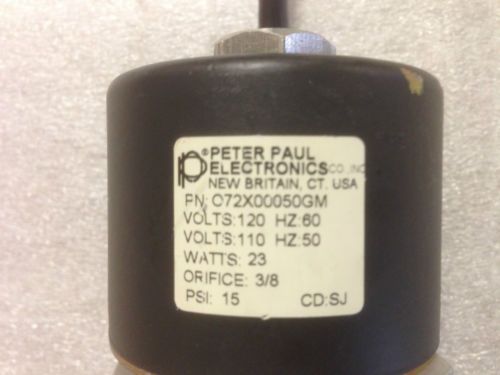 ® PETER PAUL
ELECTRONICS CO., INC.
NEW BRITAIN, CT. USA
PN: O72X00050GM
VOLTS:120 HZ:60
VOLTS:110 HZ:50
WATTS: 23
ORIFICE: 3/8
PSI: 15 CD:SJ